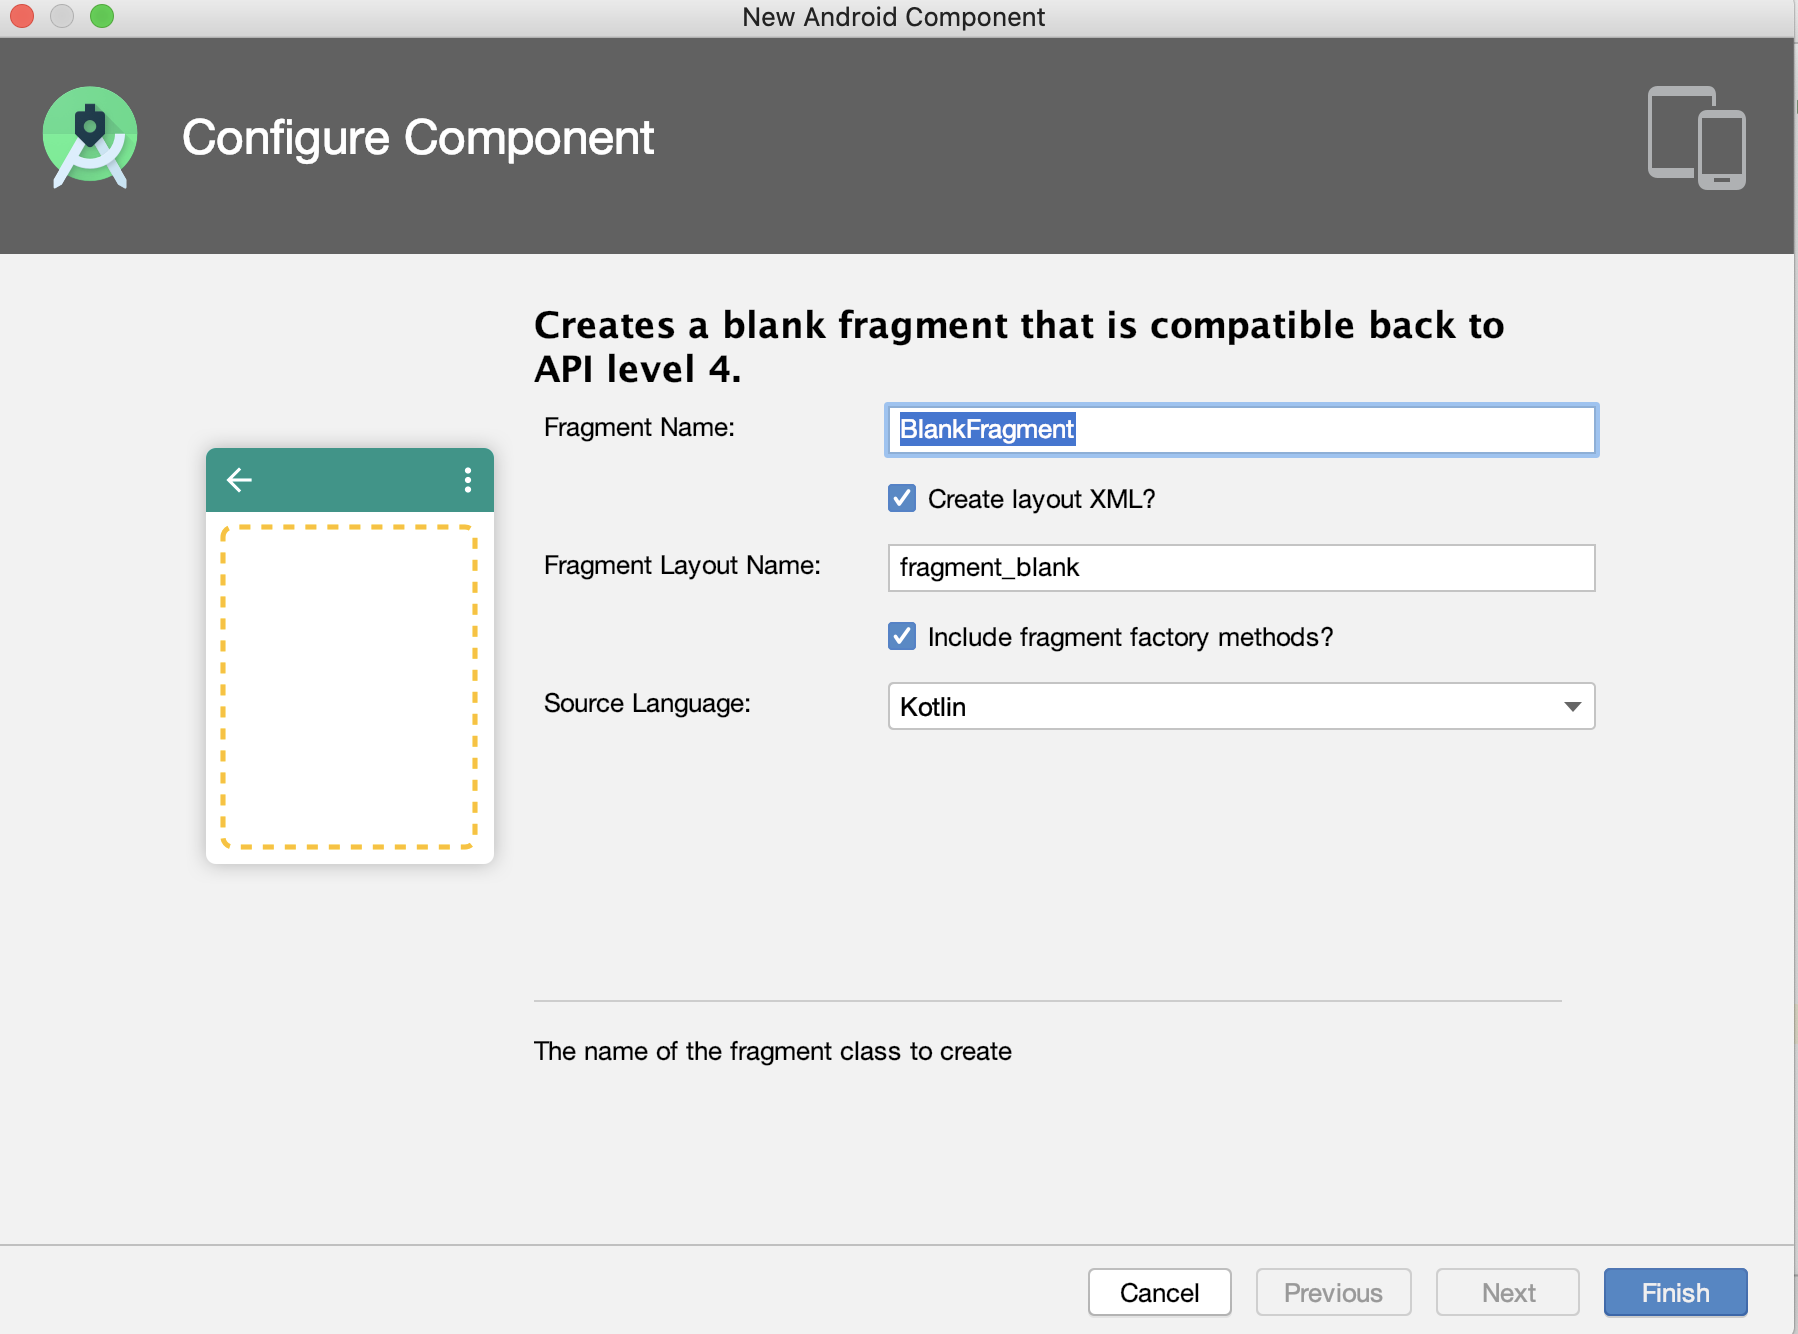 New Android Component
Configure Component
Creates a blank fragment that is compatible back to
API level 4.
Fragment Name:
BlankFragment
Create layout XML?
Fragment Layout Name:
fragment_blank
Include fragment factory methods?
Source Language:
Kotlin
The name of the fragment class to create
Cancel
Previous
Next
Finish